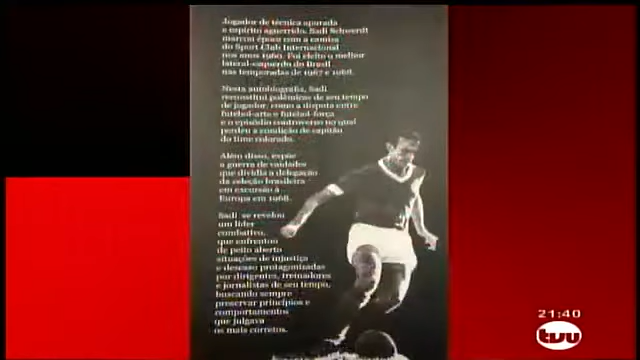 Jogador de técnica apurada
e espírito aguerrido, Sadi Schwerdt
marcou época com a camisa
do Sport Club Internacional
nos anos 1960. Foi eleito o melhor
lateral-esquerdo do Brasil
nas temporadas de 1967 e 1968.
Nesta autobiografia, Sadi
reconstitui polêmicas de seu tempo
de jogador: como a disputa entre
futebol-arte e futebol-força
e o episódio controverso no qual
perdeu a condição de capitão
do time colorado.
Além disso, expõe
a guerra de vaidades
que dividia a delegação
da seleção brasileira
em excursão à
Europa em 1968.
Sadi se revelou
um líder
combativo,
que enfrentou
de peito aberto
situações de injustiça
e descaso protagonizadas
por dirigentes, treinadores
e jornalistas de seu tempo,
buscando sempre
preservar princípios e
comportamentos
que julgava
os mais corretos.
21:40
tvu